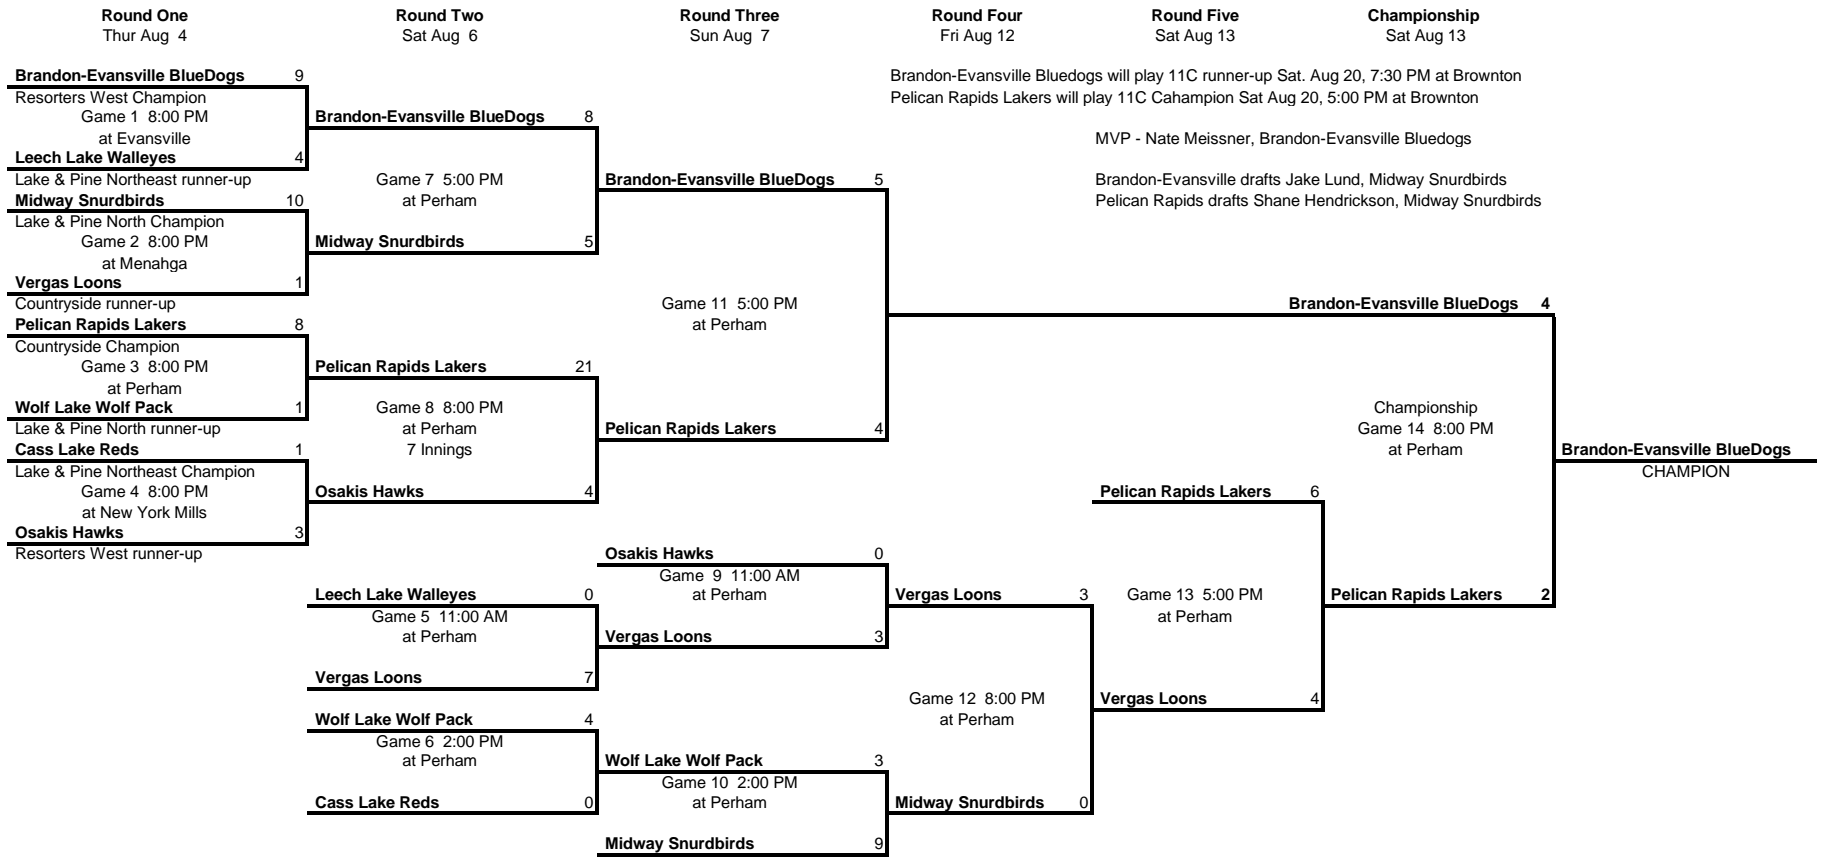 Round One
Thur Aug 4
Round Two
Sat Aug 6
Round Three
Sun Aug 7
Round Four
Fri Aug 12
Round Five
Sat Aug 13
Championship
Sat Aug 13
Brandon-Evansville BlueDogs 9
Resorters West Champion
Game 1 8:00 PM
at Evansville
Leech Lake Walleyes 4
Lake & Pine Northeast runner-up
Midway Snurdbirds 10
Lake & Pine North Champion
Game 2 8:00 PM
at Menahga
Vergas Loons 1
Countryside runner-up
Pelican Rapids Lakers 8
Countryside Champion
Game 3 8:00 PM
at Perham
Wolf Lake Wolf Pack 1
Lake & Pine North runner-up
Cass Lake Reds 1
Lake & Pine Northeast Champion
Game 4 8:00 PM
at New York Mills
Osakis Hawks 3
Resorters West runner-up
Brandon-Evansville BlueDogs 8
Game 7 5:00 PM
at Perham
Midway Snurdbirds 5
Pelican Rapids Lakers 21
Game 8 8:00 PM
at Perham
7 Innings
Osakis Hawks 4
Leech Lake Walleyes 0
Game 5 11:00 AM
at Perham
Vergas Loons 7
Wolf Lake Wolf Pack 4
Game 6 2:00 PM
at Perham
Cass Lake Reds 0
Brandon-Evansville BlueDogs 5
Game 11 5:00 PM
at Perham
Pelican Rapids Lakers 4
Osakis Hawks 0
Game 9 11:00 AM
at Perham
Vergas Loons 3
Wolf Lake Wolf Pack 3
Game 10 2:00 PM
at Perham
Midway Snurdbirds 9
Brandon-Evansville Bluedogs will play 11C runner-up Sat. Aug 20, 7:30 PM at Brownton
Pelican Rapids Lakers will play 11C Cahampion Sat Aug 20, 5:00 PM at Brownton
MVP - Nate Meissner, Brandon-Evansville Bluedogs
Brandon-Evansville drafts Jake Lund, Midway Snurdbirds
Pelican Rapids drafts Shane Hendrickson, Midway Snurdbirds
Vergas Loons 3
Game 12 8:00 PM
at Perham
Midway Snurdbirds 0
Pelican Rapids Lakers 6
Game 13 5:00 PM
at Perham
Vergas Loons 4
Brandon-Evansville BlueDogs 4
Championship
Game 14 8:00 PM
at Perham
Pelican Rapids Lakers 2
Brandon-Evansville BlueDogs
CHAMPION